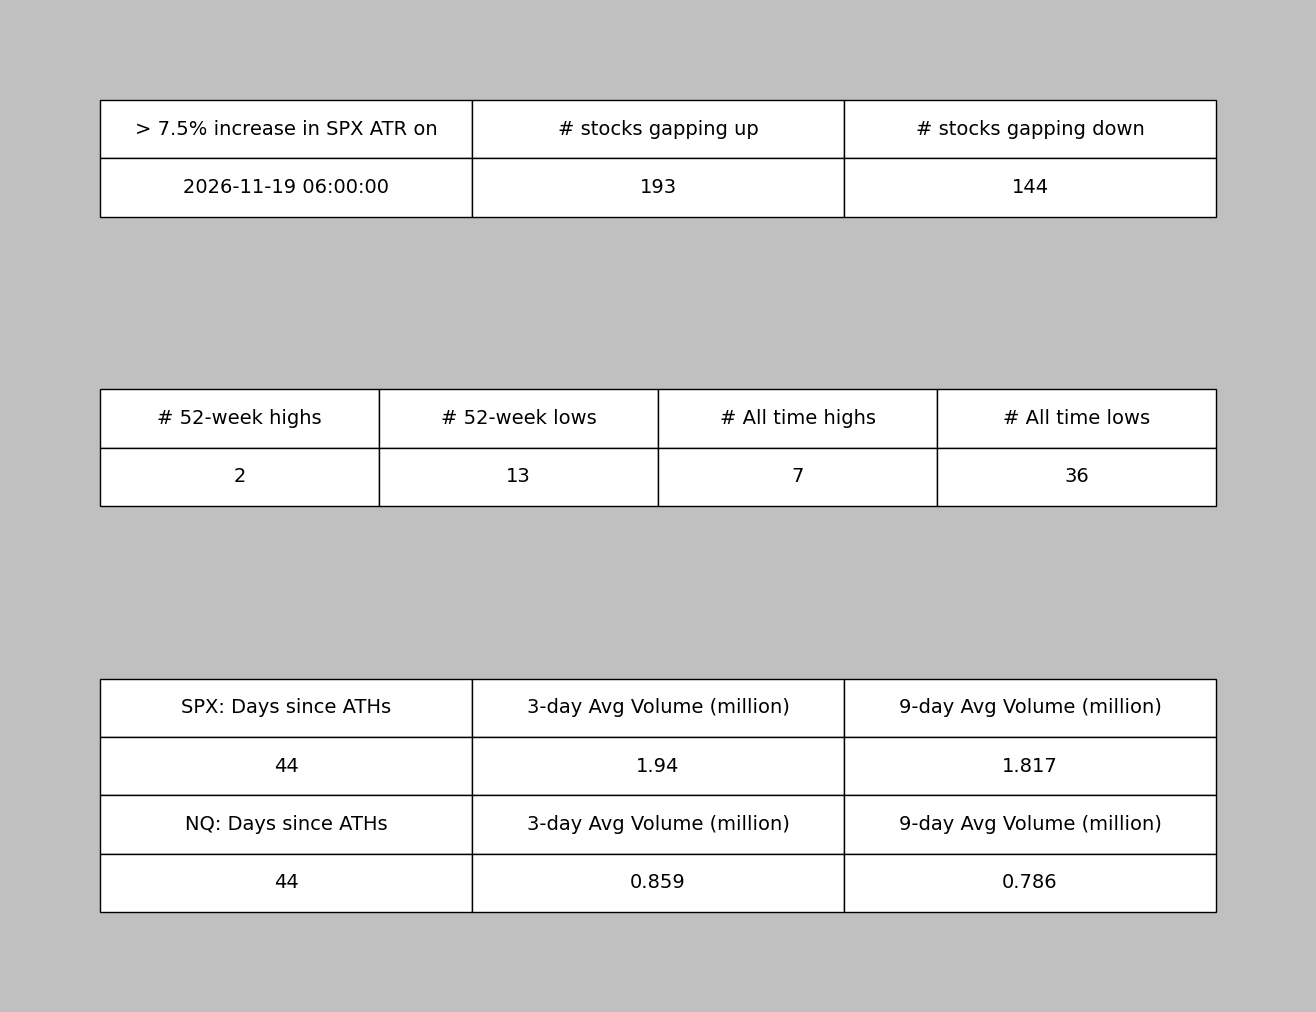 > 7.5% increase in SPX ATR on # stocks gapping up # stocks gapping down
2026-11-19 06:00:00 193 144
# 52-week highs # 52-week lows # All time highs # All time lows
2 13 7 36
SPX: Days since ATHs 3-day Avg Volume (million) 9-day Avg Volume (million)
44 1.94 1.817
NQ: Days since ATHs 3-day Avg Volume (million) 9-day Avg Volume (million)
44 0.859 0.786